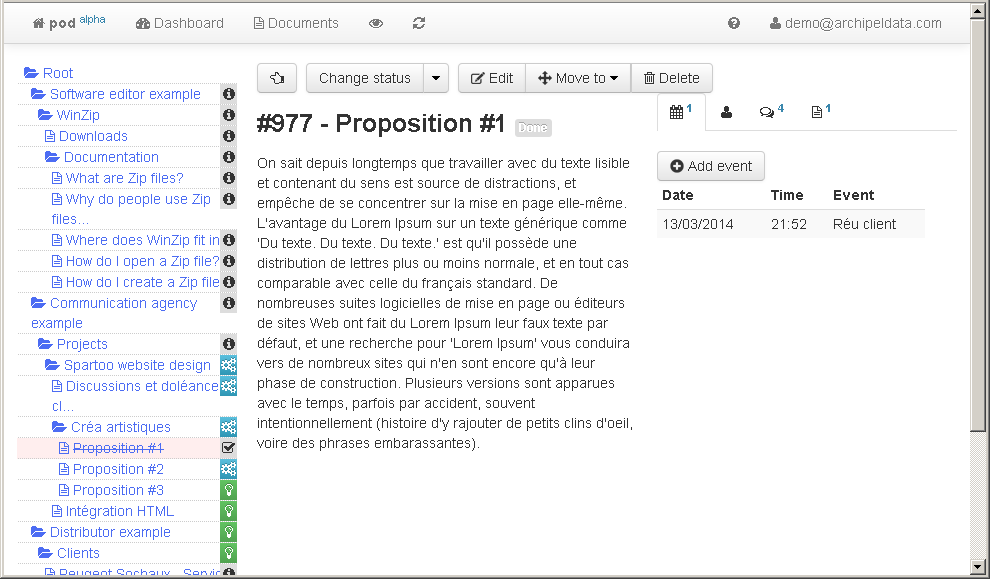 pod alpha Dashboard Documents demo@archipeldata.com
Root
Software editor example
WinZip
Downloads
Documentation
What are Zip files?
Why do people use Zip
files...
Where does WinZip fit in
How do I open a Zip file?
How do I create a Zip file
Communication agency
example
Projects
Spartoo website design
Discussions et doléance
cl...
Créa artistiques
Proposition #1
Proposition #2
Proposition #3
Intégration HTML
Distributor example
Clients
Peugeot Sochaux - Servic
Change status Edit Move to Delete
#977 - Proposition #1 Done
On sait depuis longtemps que travailler avec du texte lisible
et contenant du sens est source de distractions, et
empêche de se concentrer sur la mise en page elle-même.
L'avantage du Lorem Ipsum sur un texte générique comme
'Du texte. Du texte. Du texte.' est qu'il possède une
distribution de lettres plus ou moins normale, et en tout cas
comparable avec celle du français standard. De
nombreuses suites logicielles de mise en page ou éditeurs
de sites Web ont fait du Lorem Ipsum leur faux texte par
défaut, et une recherche pour 'Lorem Ipsum' vous conduira
vers de nombreux sites qui n'en sont encore qu'à leur
phase de construction. Plusieurs versions sont apparues
avec le temps, parfois par accident, souvent
intentionnellement (histoire d'y rajouter de petits clins d'oeil,
voire des phrases embarassantes).
1 4 1
Add event
Date Time Event
13/03/2014 21:52 Réu client